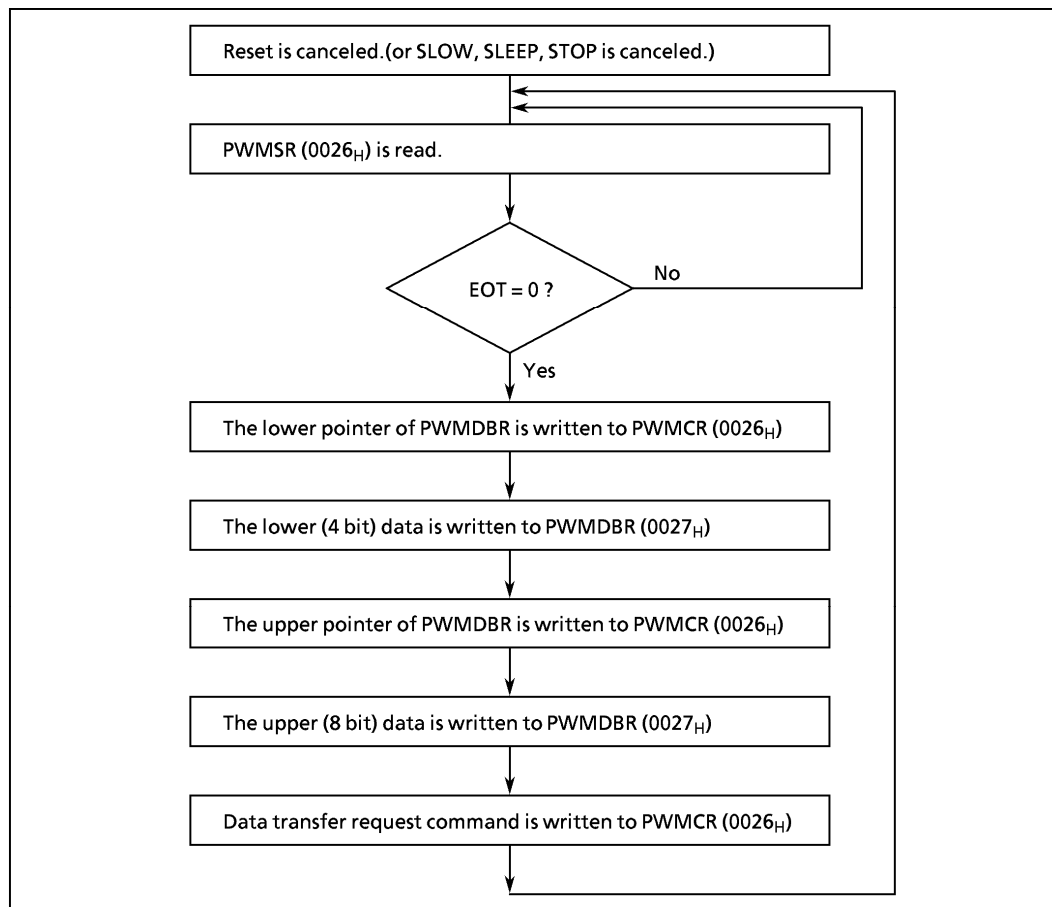 Reset is canceled.(or SLOW, SLEEP, STOP is canceled.)
PWMSR (0026H) is read.
EOT = 0 ?
No
Yes
The lower pointer of PWMDBR is written to PWMCR (0026H)
The lower (4 bit) data is written to PWMDBR (0027H)
The upper pointer of PWMDBR is written to PWMCR (0026H)
The upper (8 bit) data is written to PWMDBR (0027H)
Data transfer request command is written to PWMCR (0026H)